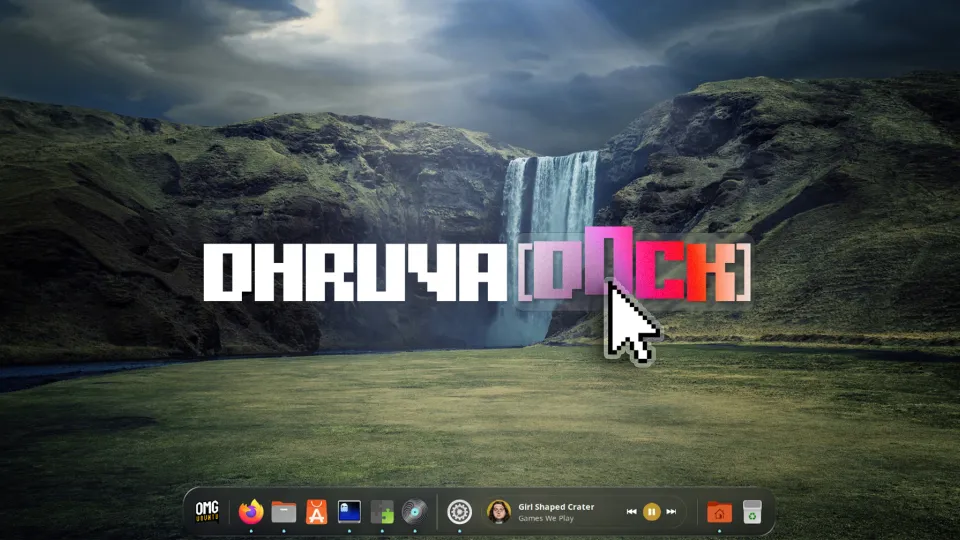 DHRUVA [DOCK]
OMG
UBUNTU
Girl Shaped Crater
Games We Play